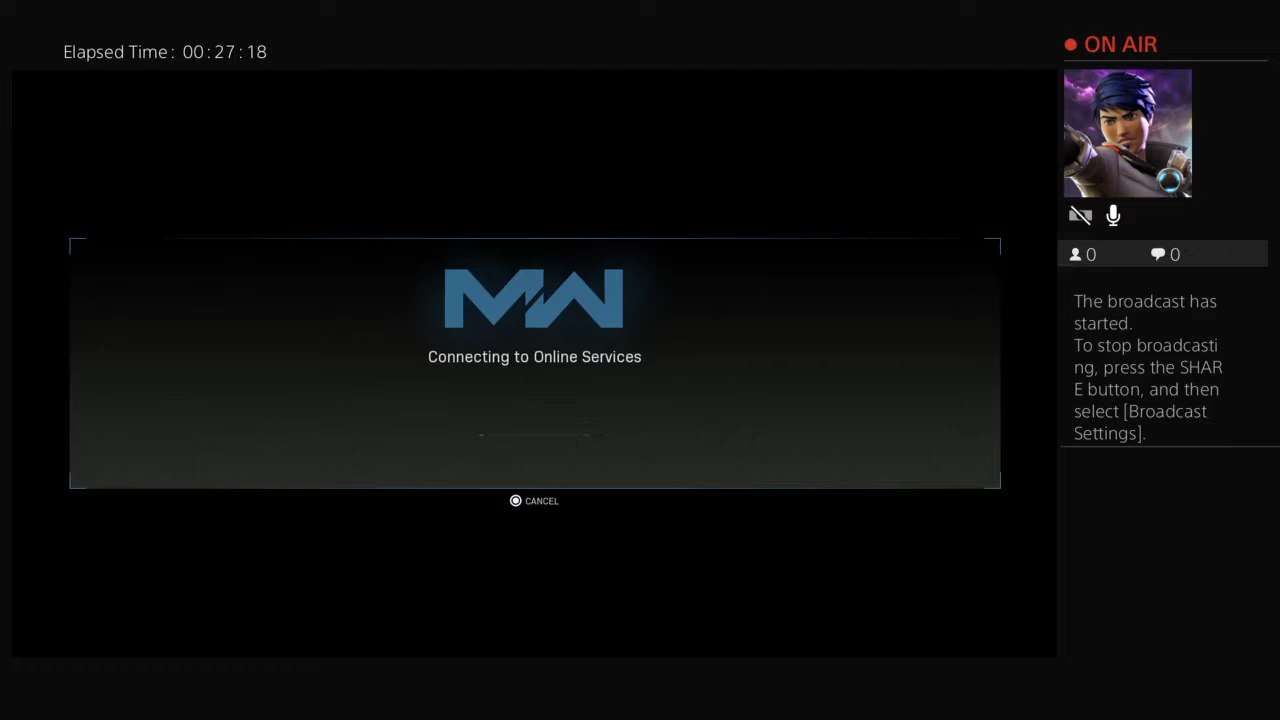 Elapsed Time: 00:27:18
ON AIR
0
0
MW
Connecting to Online Services
CANCEL
The broadcast has
started.
To stop broadcasti
ng, press the SHAR
E button, and then
select [Broadcast
Settings].